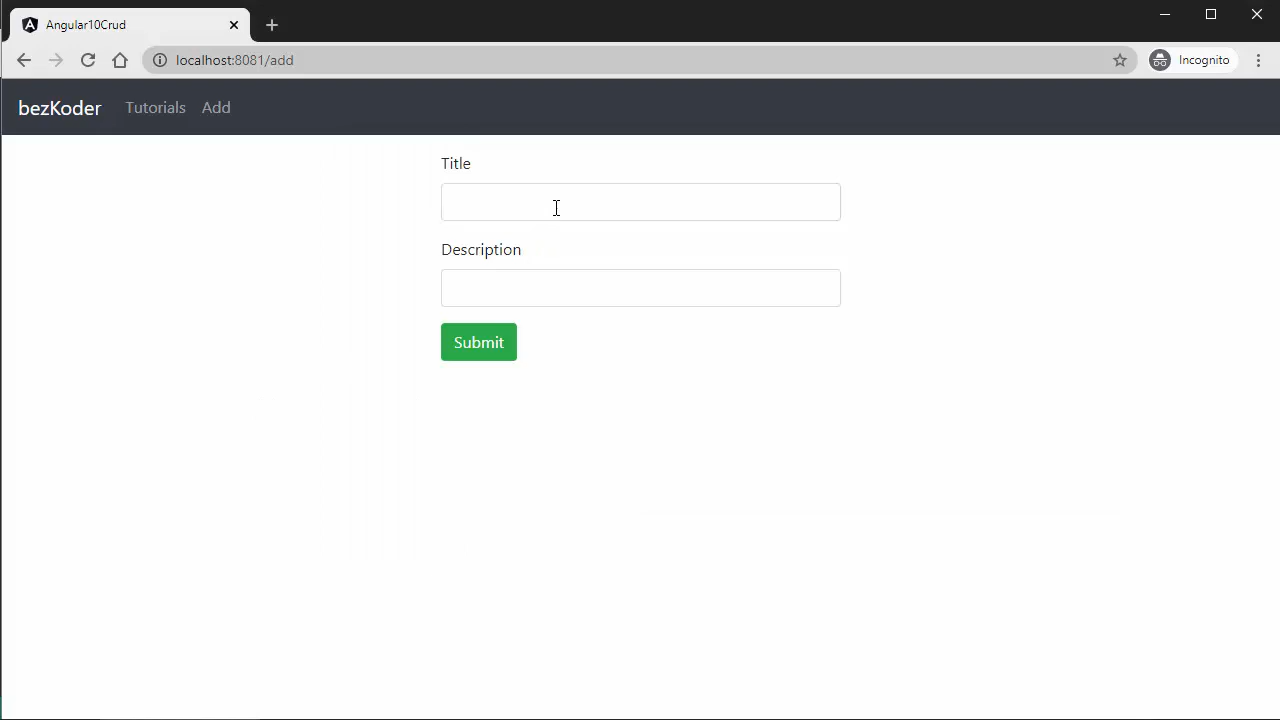 Angular10Crud
localhost:8081/add
Incognito
bezKoder Tutorials Add
Title
Description
Submit